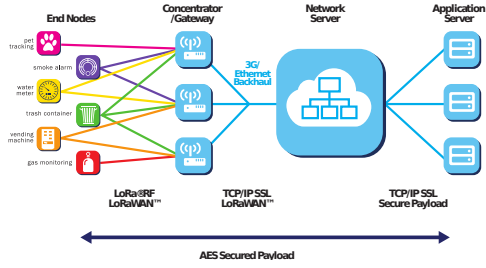 End Nodes
Concentrator
/Gateway
Network
Server
Application
Server
pet
tracking
smoke alarm
water
meter
trash container
vending
machine
gas monitoring
3G/
Ethernet
Backhaul
LoRa®RF
LoRaWAN™
TCP/IP SSL
LoRaWAN™
TCP/IP SSL
Secure Payload
AES Secured Payload